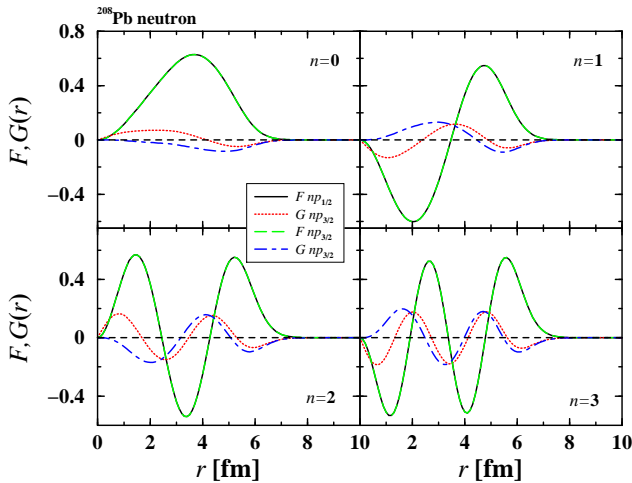 ²⁰⁸Pb neutron
0.8
0.4
0
−0.4
F,G(r)
n=0
n=1
F np₁/₂
G np₃/₂
F np₃/₂
G np₃/₂
0.4
0
−0.4
F,G(r)
n=2
n=3
0 2 4 6 8 10 0 2 4 6 8 10
r [fm] r [fm]